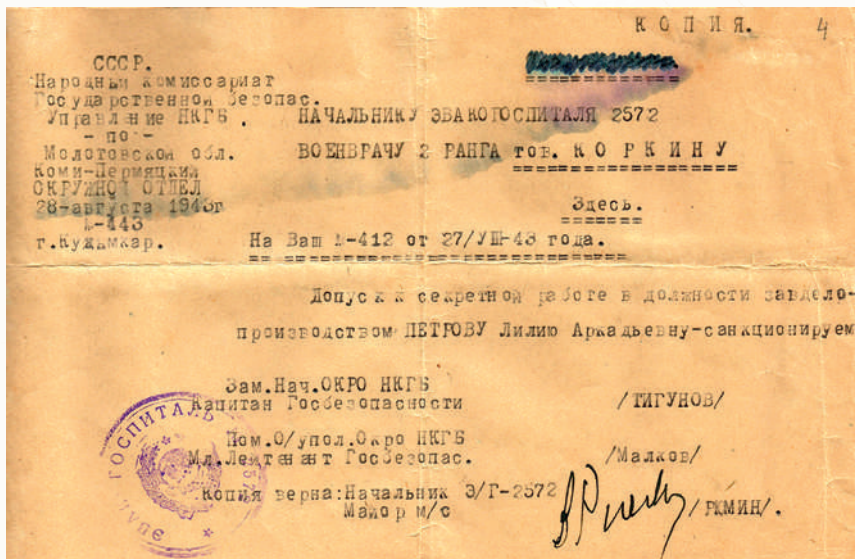 КОПИЯ. 4
СССР.
Народный комиссариат
Государственной безопас.
Управление НКГБ.
- по -
Молотовской обл.
Коми-Пермяцкий
ОКРУЖНОЙ ОТДЕЛ
28-августа 1943г
№-443
г.Кудымкар.
НАЧАЛЬНИКУ ЭВАКОГОСПИТАЛЯ 2572
ВОЕНВРАЧУ 2 РАНГА тов. КОРКИНУ
Здесь.
На Ваш №-412 от 27/УШ-43 года.
Допуск к секретной работе в должности завдело-
производством ПЕТРОВУ Лилию Аркадьевну-санкционируем
Зам.Нач.ОКРО НКГБ
Капитан Госбезопасности /ТИГУНОВ/
Пом.О/упол.Окро НКГБ
Мл.Лейтенант Госбезопас. /Малков/
Копия верна:Начальник Э/Г-2572
Майор м/с /РЮМИН/.
ГОСПИТАЛЬ